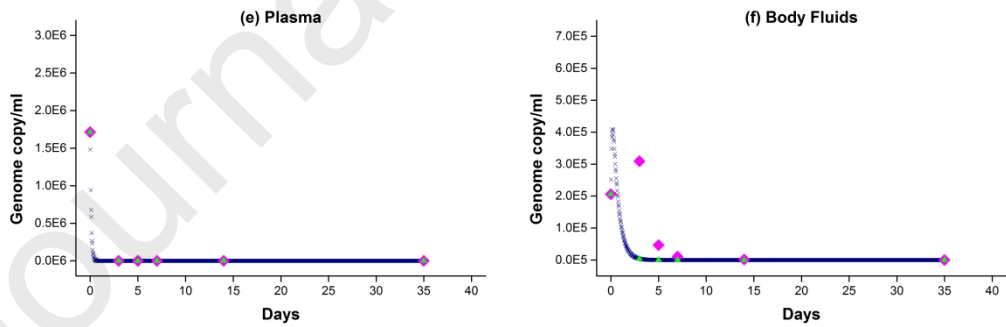 (e) Plasma
3.0E6
2.5E6
2.0E6
1.5E6
1.0E6
0.5E6
0.0E6
Genome copy/ml
0 5 10 15 20 25 30 35 40
Days
(f) Body Fluids
7.0E5
6.0E5
5.0E5
4.0E5
3.0E5
2.0E5
1.0E5
0.0E5
Genome copy/ml
0 5 10 15 20 25 30 35 40
Days
Journa